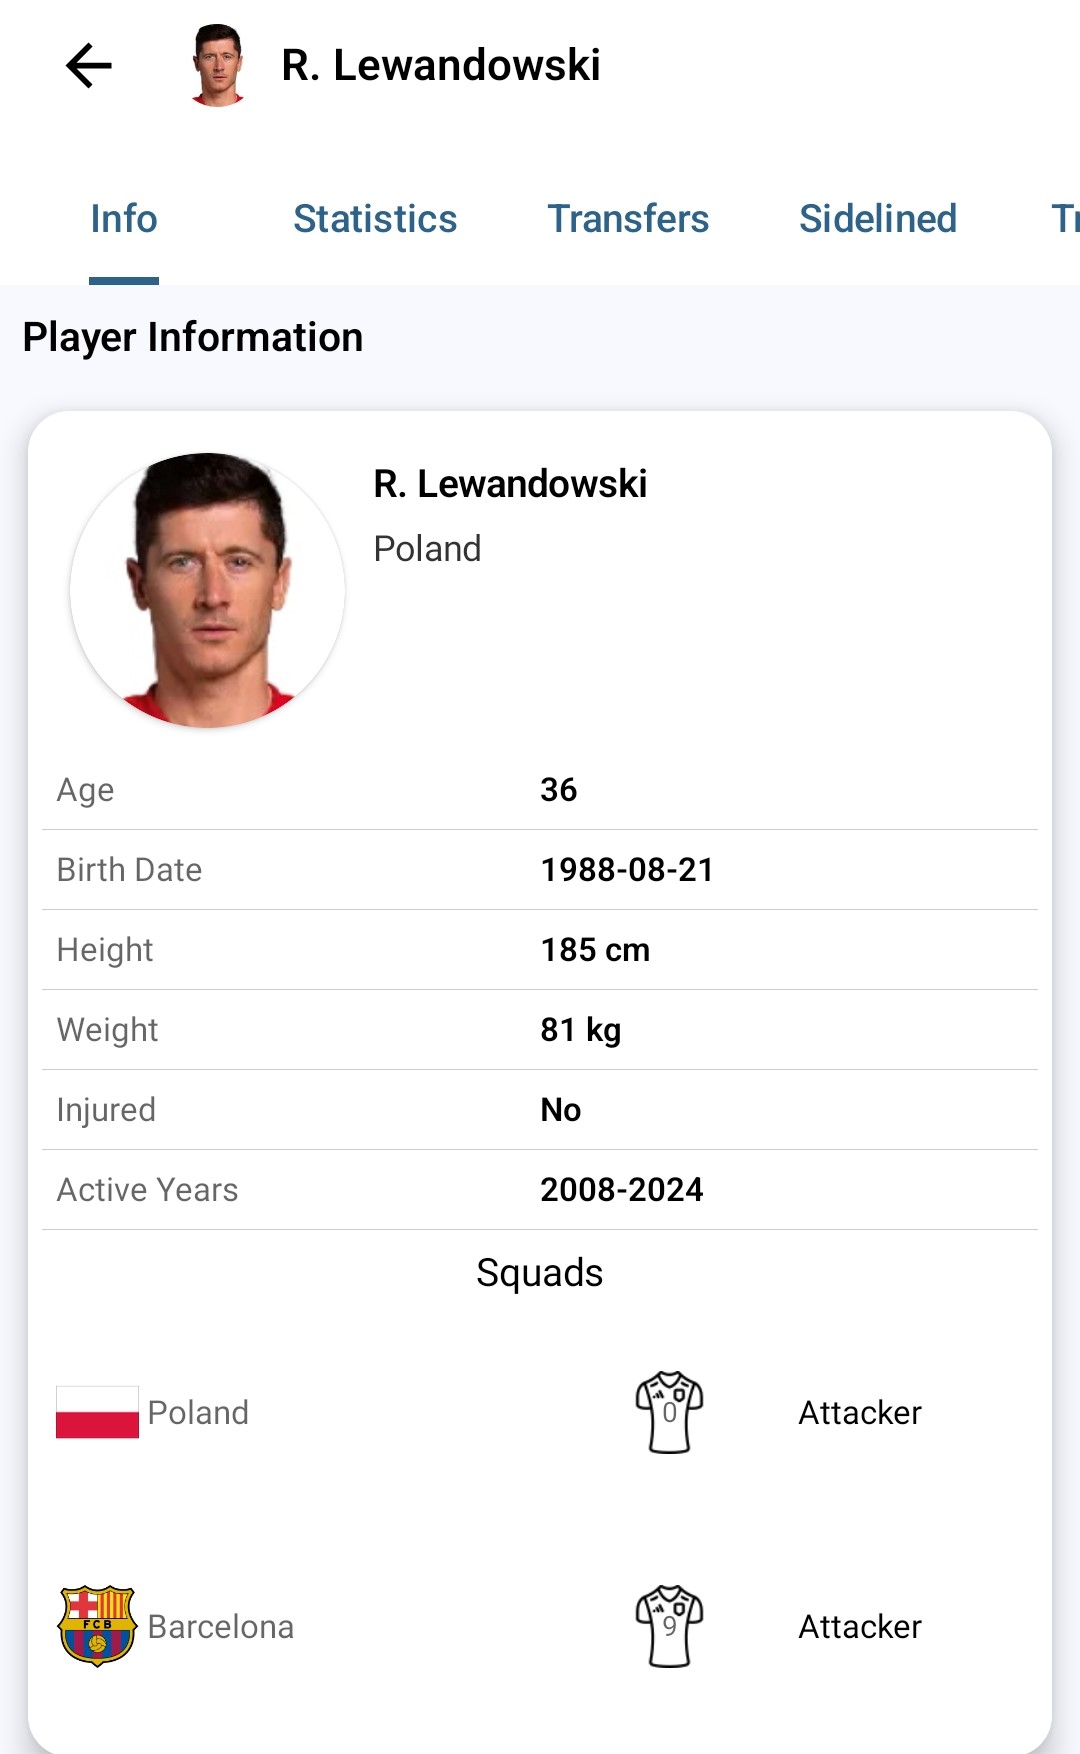 R. Lewandowski
Info Statistics Transfers Sidelined
Player Information
R. Lewandowski
Poland
Age 36
Birth Date 1988-08-21
Height 185 cm
Weight 81 kg
Injured No
Active Years 2008-2024
Squads
Poland 0 Attacker
FCB Barcelona 9 Attacker